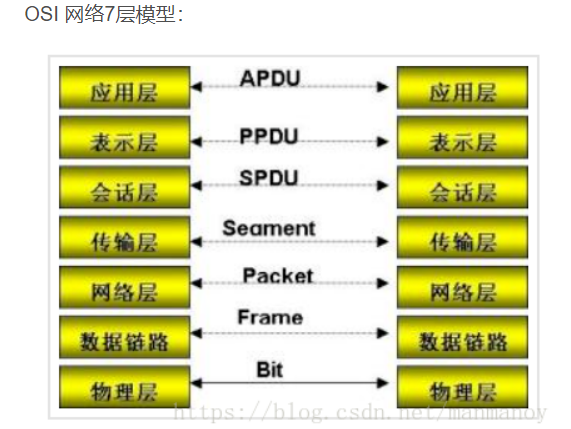 OSI 网络7层模型：
应用层 APDU 应用层
表示层 PPDU 表示层
会话层 SPDU 会话层
传输层 Segment 传输层
网络层 Packet 网络层
数据链路 Frame 数据链路
物理层 Bit 物理层
https://blog.csdn.net/manmanoy